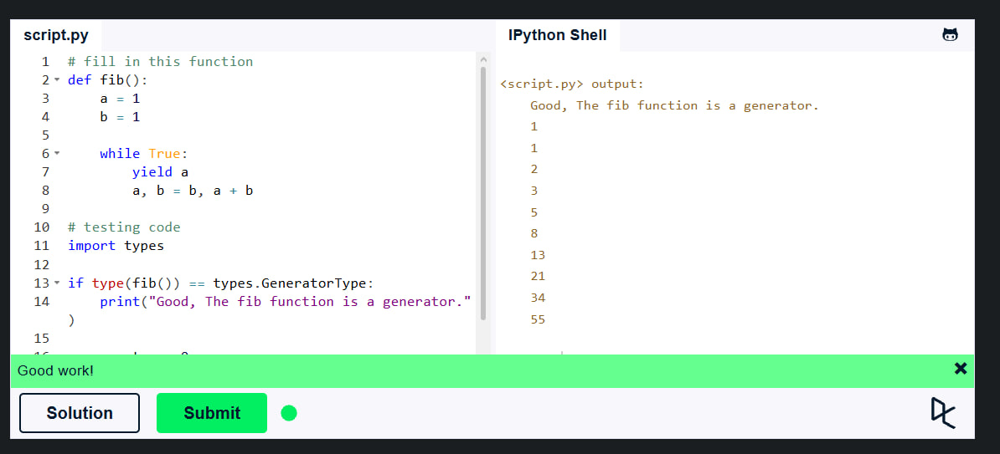 script.py
1 # fill in this function
2 def fib():
3     a = 1
4     b = 1
5
6     while True:
7         yield a
8         a, b = b, a + b
9
10 # testing code
11 import types
12
13 if type(fib()) == types.GeneratorType:
14     print("Good, The fib function is a generator."
)
15
IPython Shell
<script.py> output:
    Good, The fib function is a generator.
    1
    1
    2
    3
    5
    8
    13
    21
    34
    55
Good work!
Solution
Submit